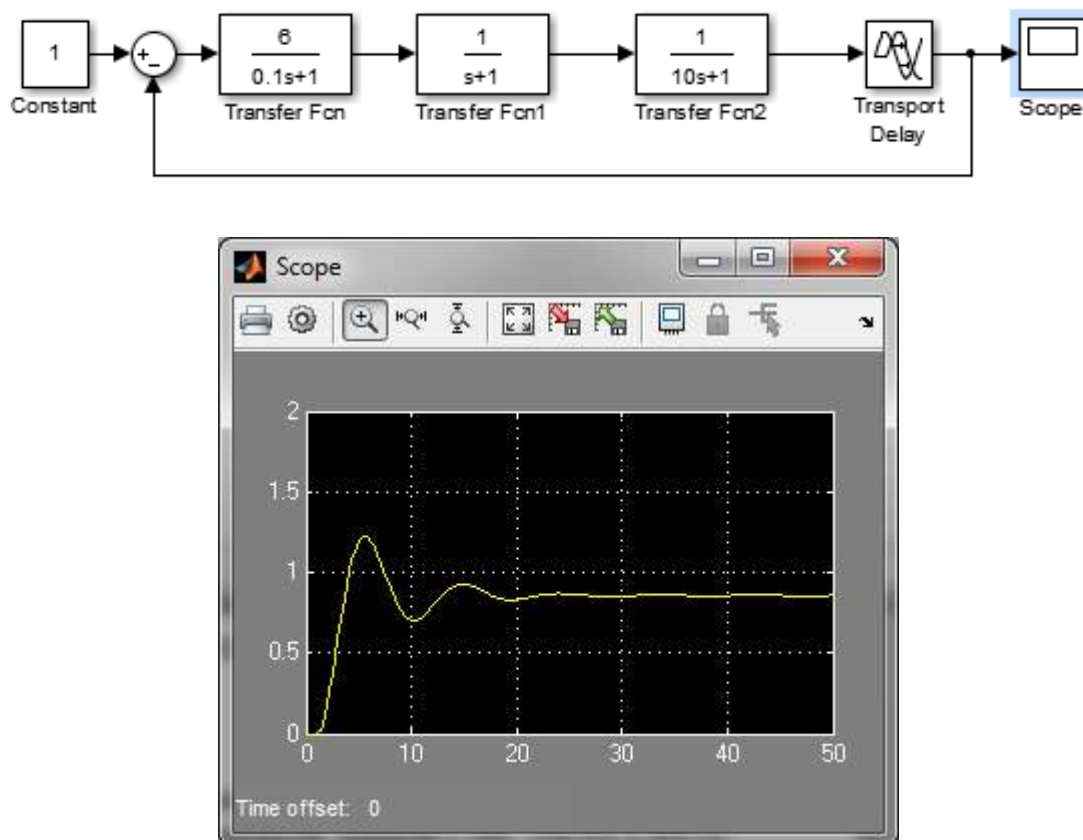 1
Constant
+
−
6
0.1s+1
Transfer Fcn
1
s+1
Transfer Fcn1
1
10s+1
Transfer Fcn2
Transport
Delay
Scope
Scope
2
1.5
1
0.5
0
0 10 20 30 40 50
Time offset: 0